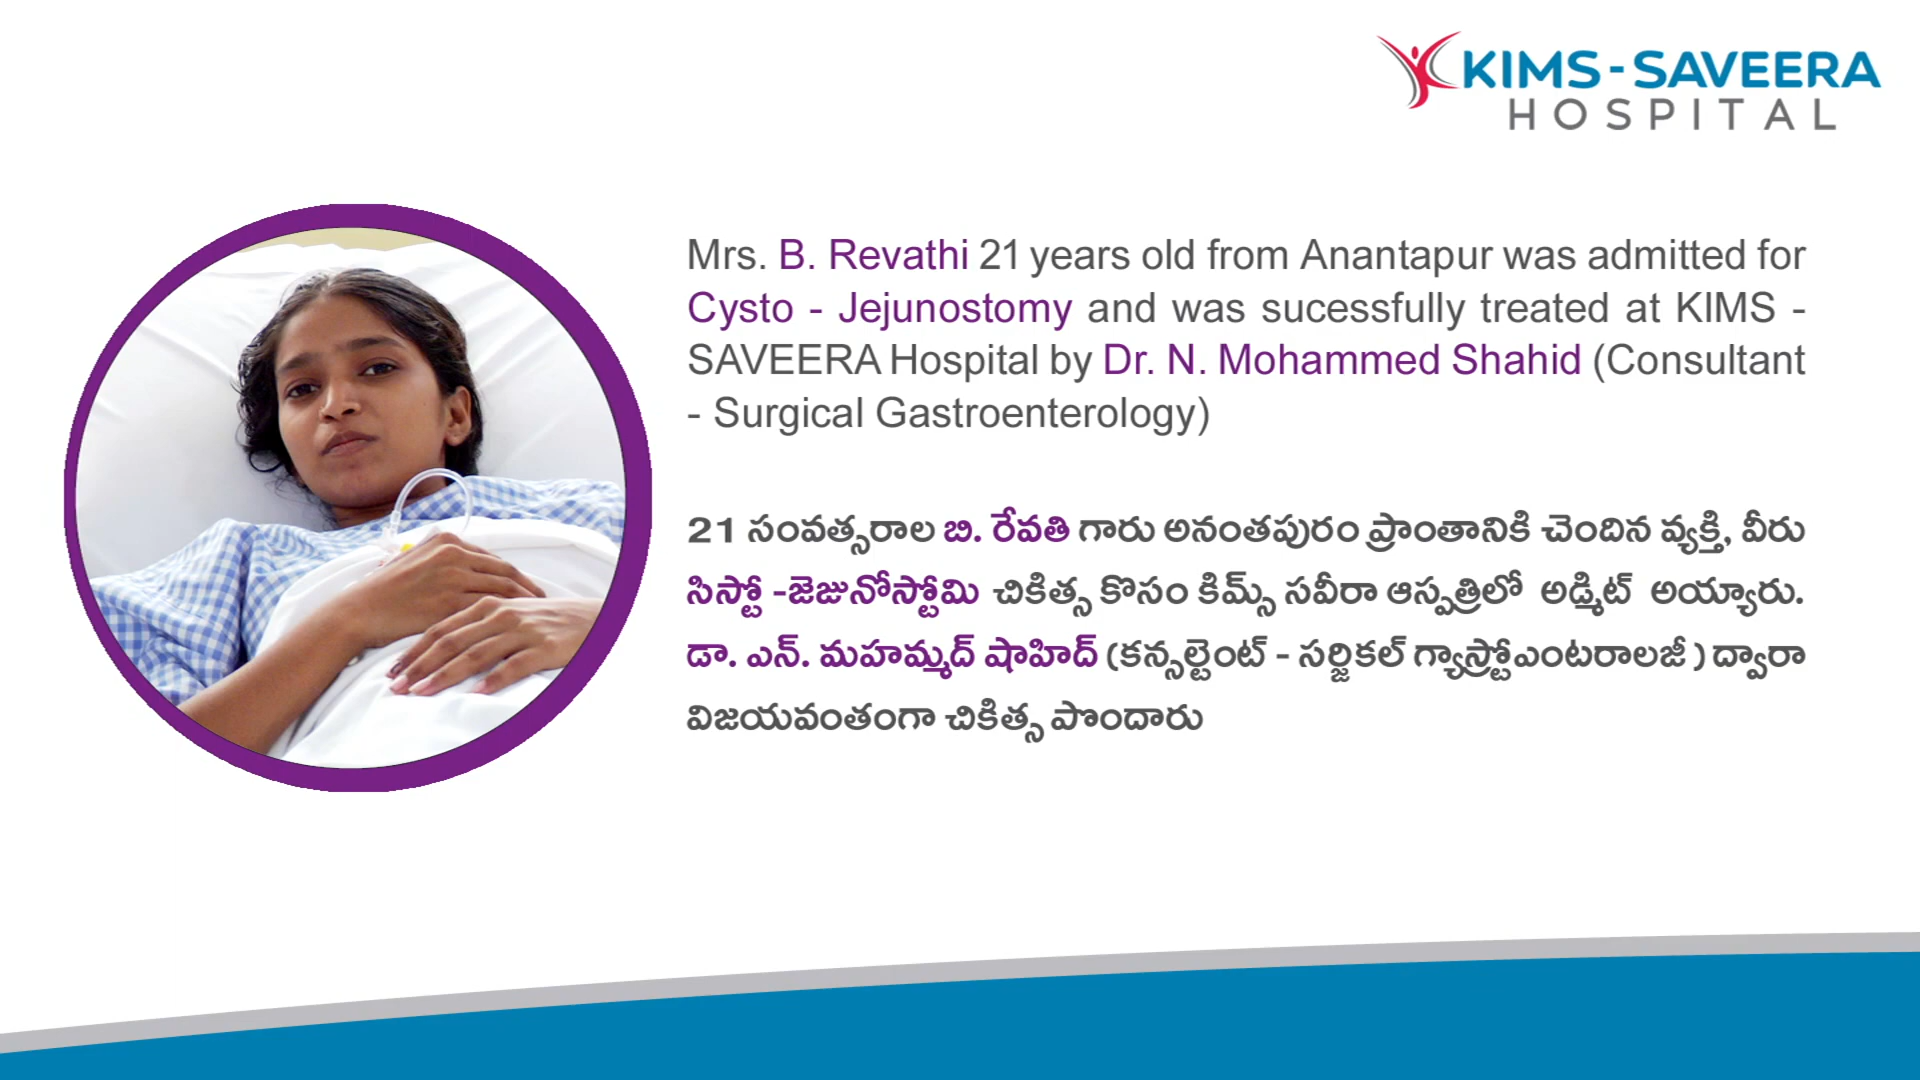 KIMS - SAVEERA
HOSPITAL
Mrs. B. Revathi 21 years old from Anantapur was admitted for
Cysto - Jejunostomy and was sucessfully treated at KIMS -
SAVEERA Hospital by Dr. N. Mohammed Shahid (Consultant
- Surgical Gastroenterology)
21 సంవత్సరాల బి. రేవతి గారు అనంతపురం ప్రాంతానికి చెందిన వ్యక్తి, వీరు
సిస్టో -జెజునోస్టోమి చికిత్స కొసం కిమ్స్ సవీరా ఆస్పత్రిలో అడ్మిట్ అయ్యారు.
డా. ఎన్. మహమ్మద్ షాహిద్ (కన్సల్టెంట్ - సర్జికల్ గ్యాస్ట్రోఎంటరాలజీ ) ద్వారా
విజయవంతంగా చికిత్స పొందారు